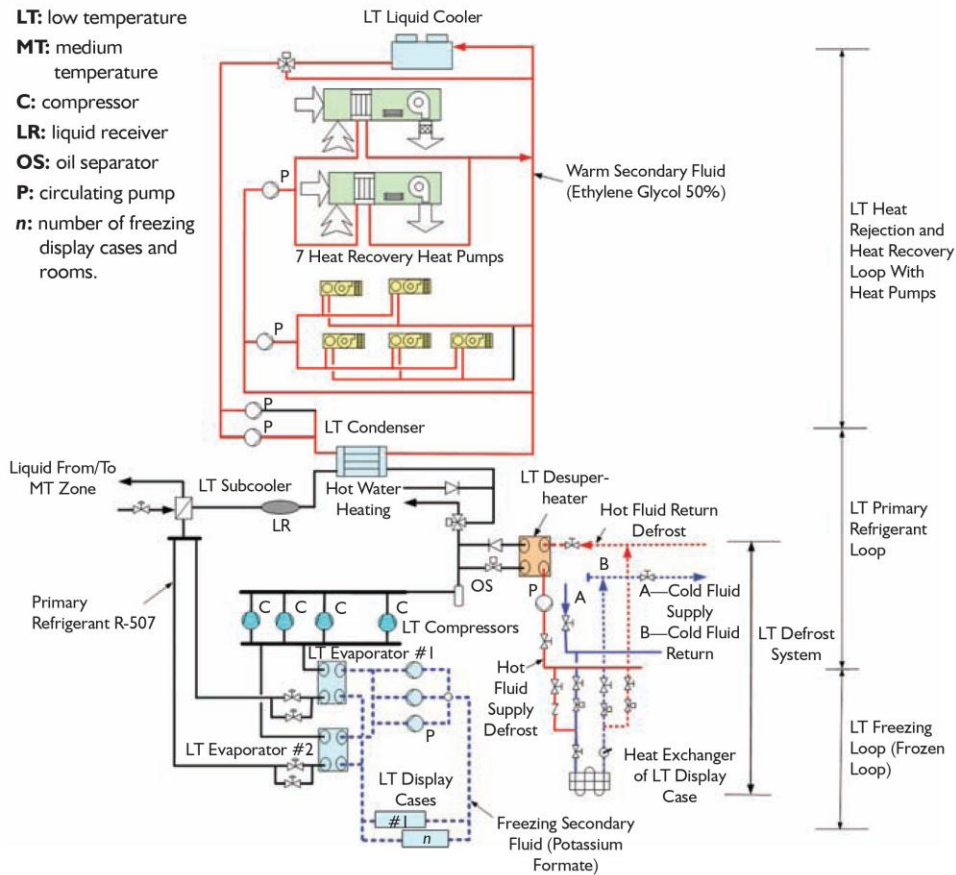 LT: low temperature
MT: medium
temperature
C: compressor
LR: liquid receiver
OS: oil separator
P: circulating pump
n: number of freezing
display cases and
rooms.
LT Liquid Cooler
P
7 Heat Recovery Heat Pumps
Warm Secondary Fluid
(Ethylene Glycol 50%)
LT Heat
Rejection and
Heat Recovery
Loop With
Heat Pumps
P
P
P
LT Condenser
Liquid From/To
MT Zone
LT Subcooler
LR
Hot Water
Heating
LT Desuper-
heater
Hot Fluid Return
Defrost
LT Primary
Refrigerant
Loop
OS
P
A
B
A—Cold Fluid
Supply
B—Cold Fluid
Return
LT Defrost
System
Primary
Refrigerant R-507
C
C
C
C
LT Compressors
LT Evaporator #1
Hot
Fluid
Supply
Defrost
P
LT Evaporator #2
LT Display
Cases
#1
n
Heat Exchanger
of LT Display
Case
Freezing Secondary
Fluid (Potassium
Formate)
LT Freezing
Loop (Frozen
Loop)